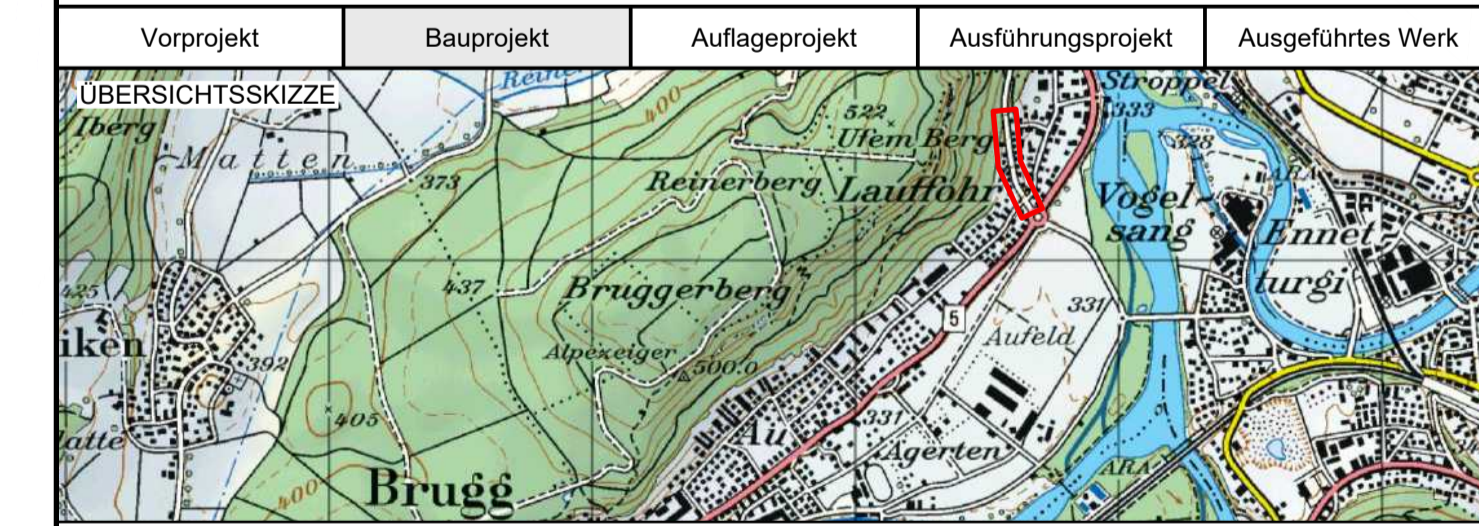 Vorprojekt
Bauprojekt
Auflageprojekt
Ausführungsprojekt
Ausgeführtes Werk
ÜBERSICHTSSKIZZE
Iberg
Matten
373
400
522
Ufem Berg
Reinerberg
Lauffohr
Stroppel
333
328
ARA
Vogel-
sang
Ennet
turgi
425
iken
392
437
Bruggerberg
Alpezeiger
500.0
5
331
Aufeld
405
latte
400
Brugg
Au
331
Agerten
ARA